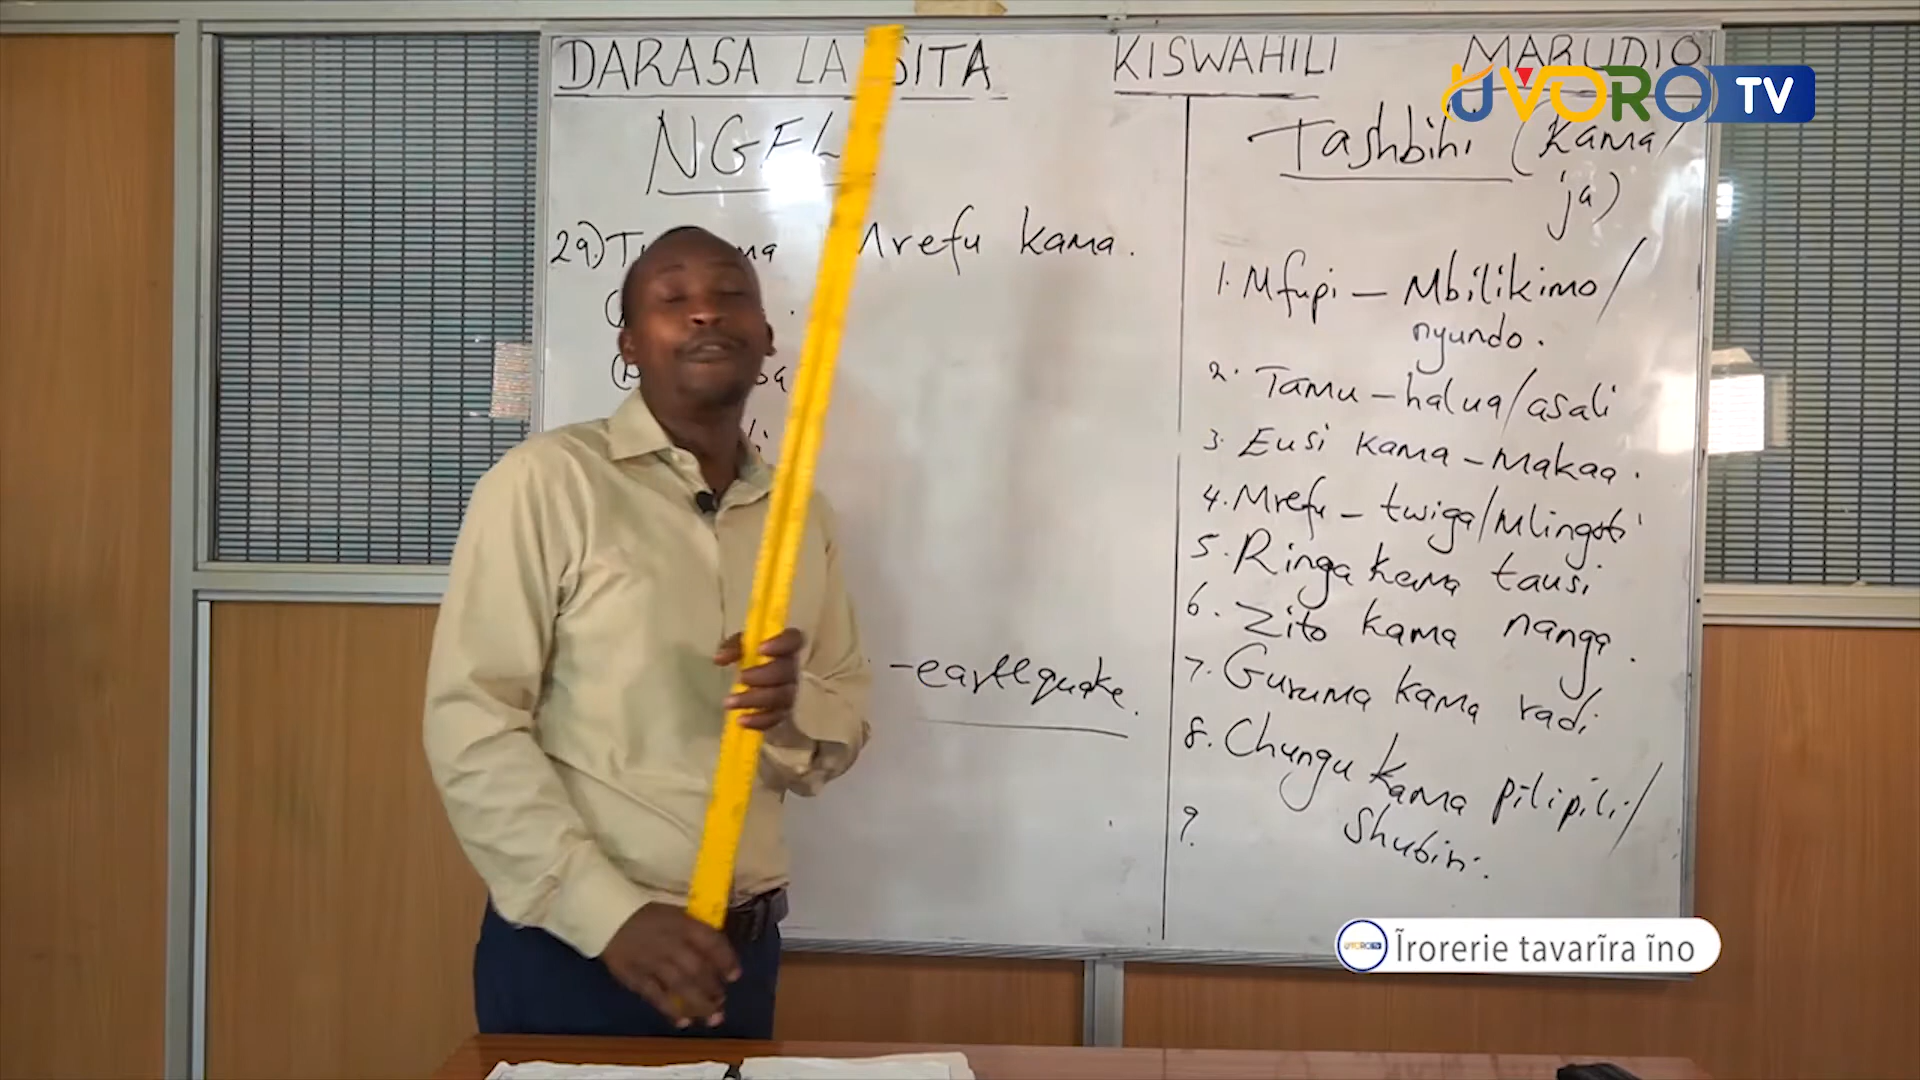 DARASA LA SITA KISWAHILI MARUDIO
UVORO TV
NGELI
Tashbihi (Kama/
ja)
29) Mrefu kama.
1. Mfupi – Mbilikimo/
nyundo.
2. Tamu – halua/asali
3. Eusi kama – makaa.
4. Mrefu – twiga/Mlingoti
5. Ringa kama tausi
6. Zito kama nanga.
7. Guruma kama radi
8. Chungu kama pilipili/
Shubiri.
9.
– earthquake.
Ĩrorerie tavarĩra ĩno